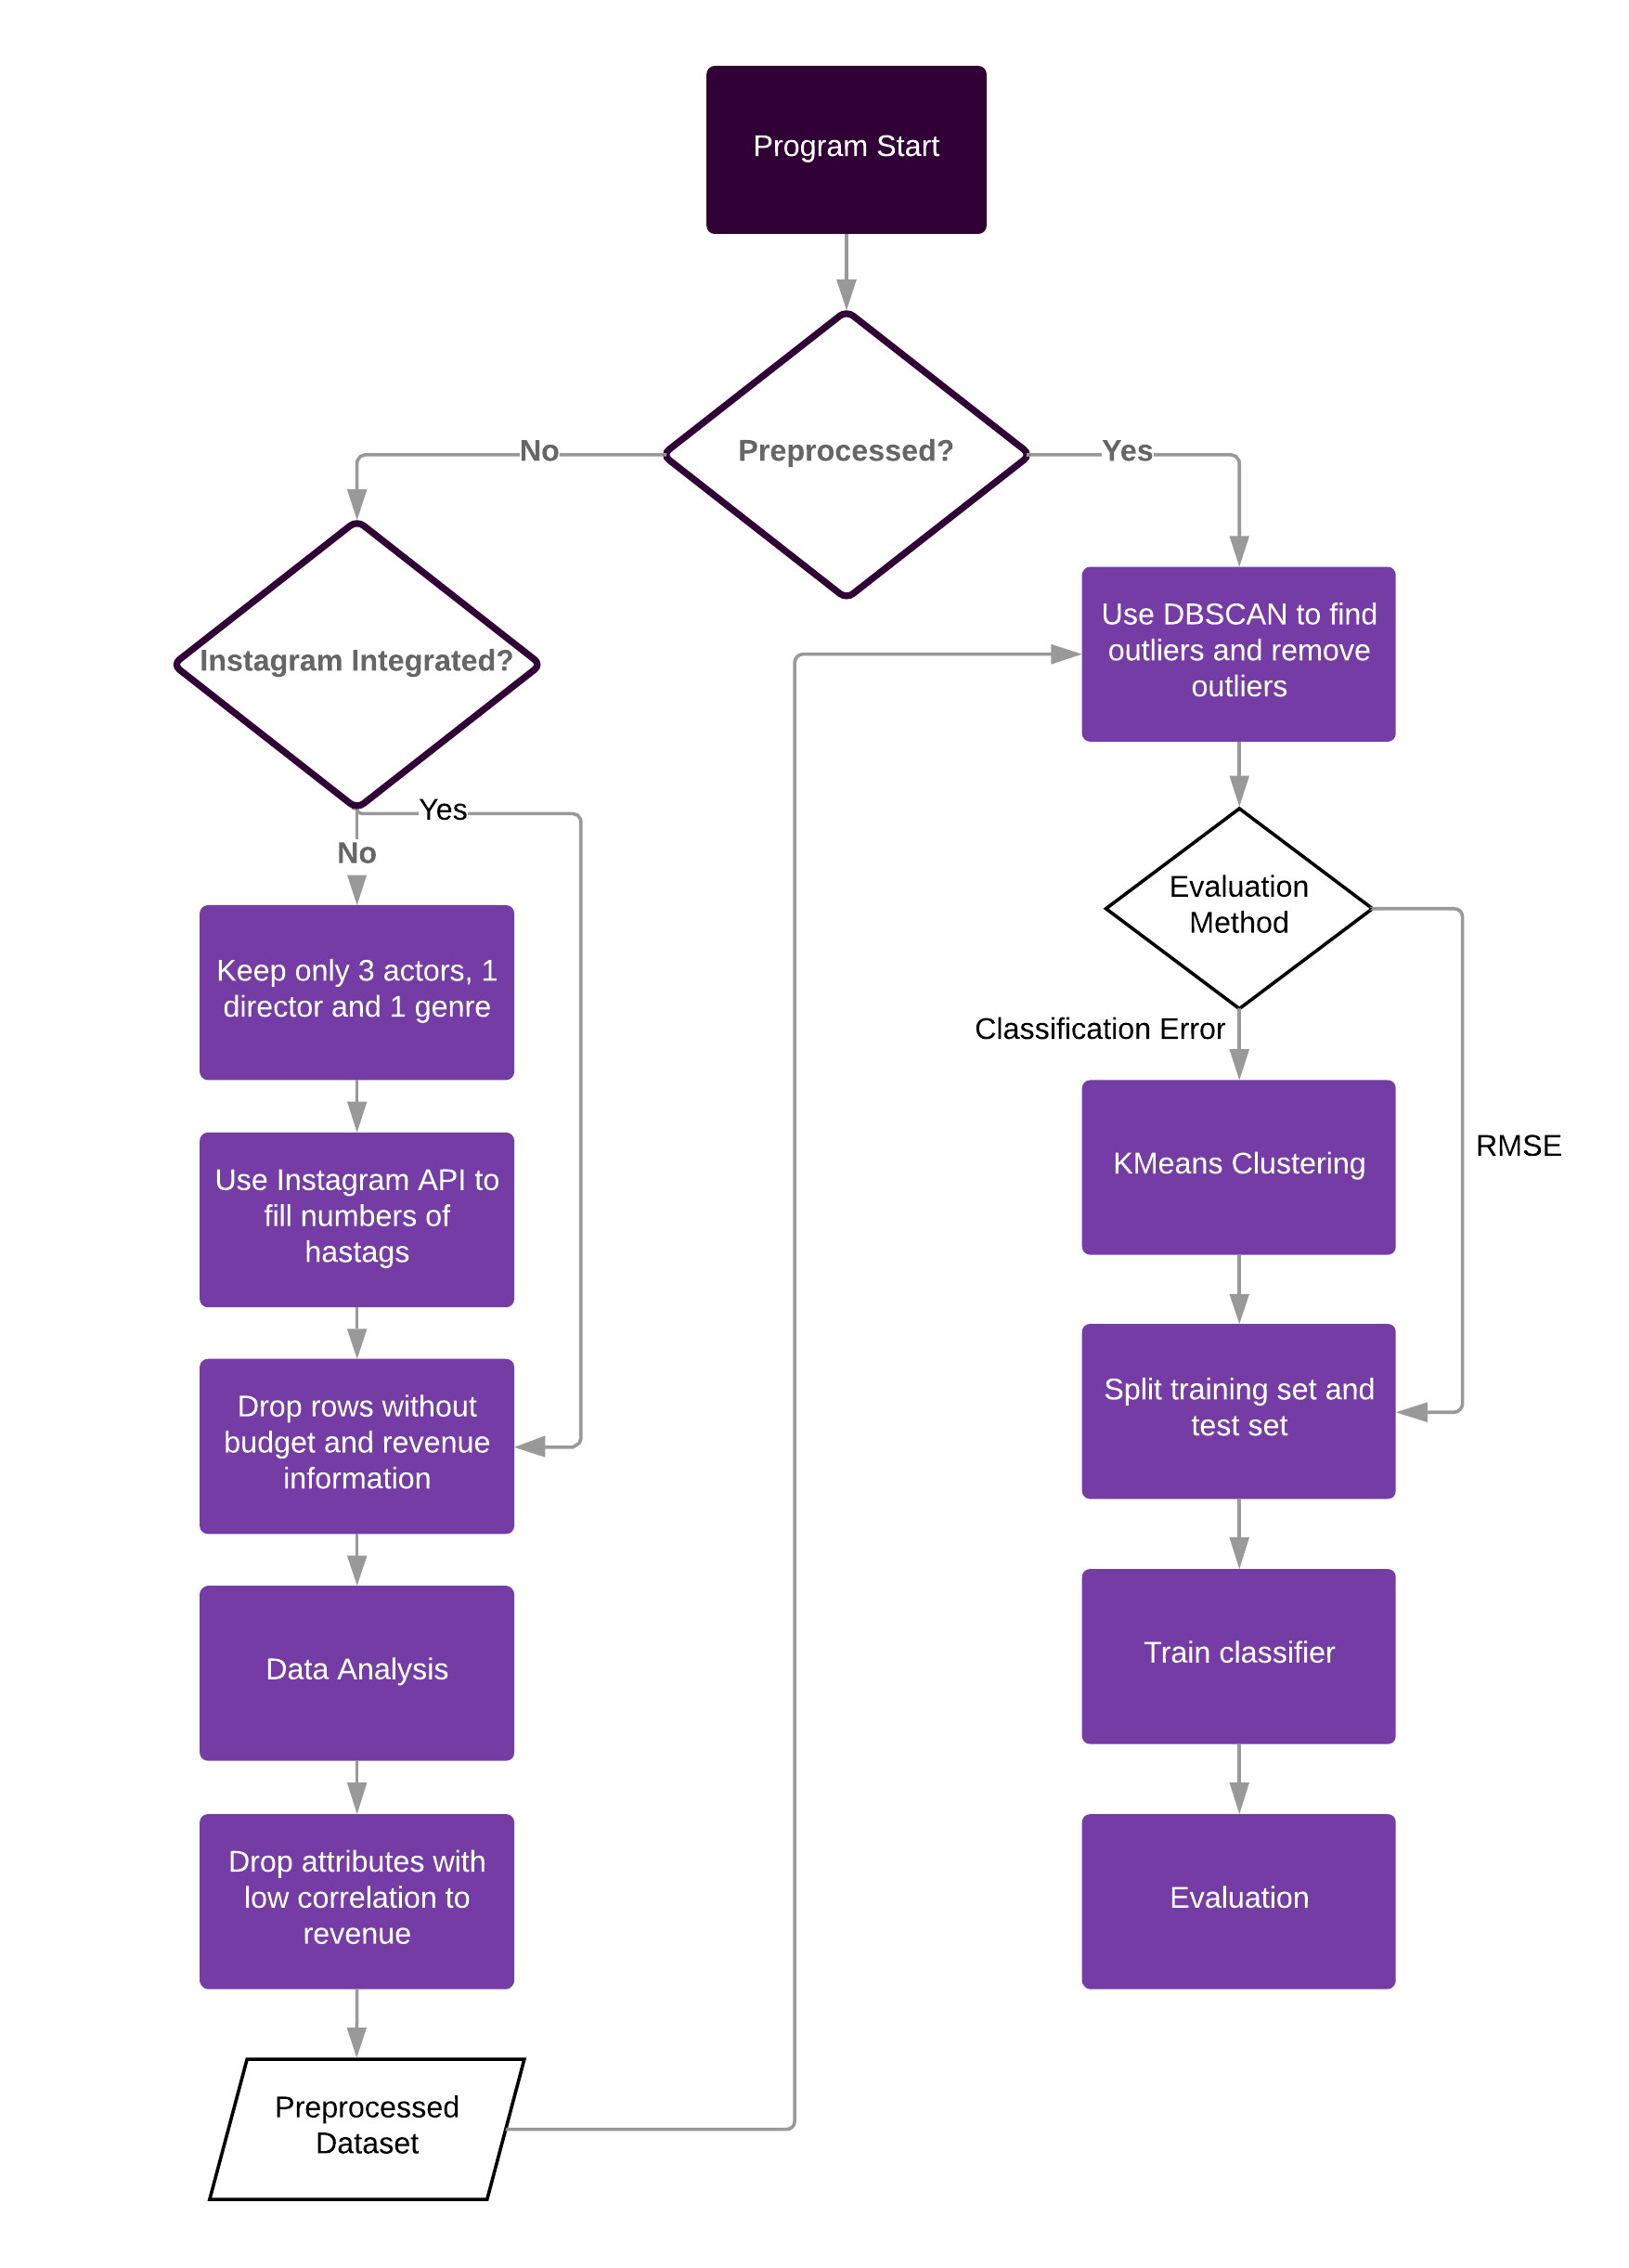 Program Start
Preprocessed?
No
Yes
Instagram Integrated?
Yes
No
Keep only 3 actors, 1
director and 1 genre
Use Instagram API to
fill numbers of
hastags
Drop rows without
budget and revenue
information
Data Analysis
Drop attributes with
low correlation to
revenue
Preprocessed
Dataset
Use DBSCAN to find
outliers and remove
outliers
Evaluation
Method
Classification Error
RMSE
KMeans Clustering
Split training set and
test set
Train classifier
Evaluation